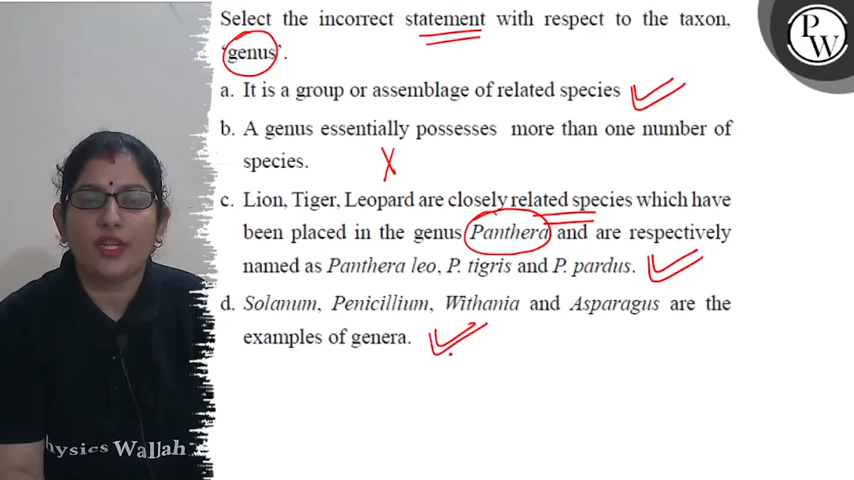 Select the incorrect statement with respect to the taxon,
‘genus’.
a. It is a group or assemblage of related species
b. A genus essentially possesses more than one number of
species.
c. Lion, Tiger, Leopard are closely related species which have
been placed in the genus Panthera and are respectively
named as Panthera leo, P. tigris and P. pardus.
d. Solanum, Penicillium, Withania and Asparagus are the
examples of genera.
PW
hysics Wallah